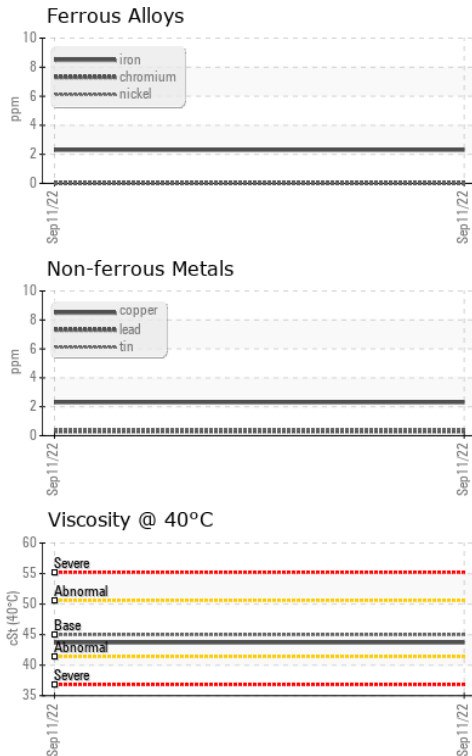 Ferrous Alloys
10
8
6
4
2
0
ppm
iron
chromium
nickel
Sep11/22
Sep11/22
Non-ferrous Metals
10
8
6
4
2
0
ppm
copper
lead
tin
Sep11/22
Sep11/22
Viscosity @ 40°C
60
55
50
45
40
35
cSt (40°C)
Severe
Abnormal
Base
Abnormal
Severe
Sep11/22
Sep11/22